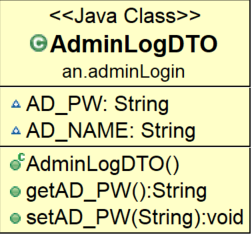 <<Java Class>>
AdminLogDTO
an.adminLogin
AD_PW: String
AD_NAME: String
AdminLogDTO()
getAD_PW():String
setAD_PW(String):void